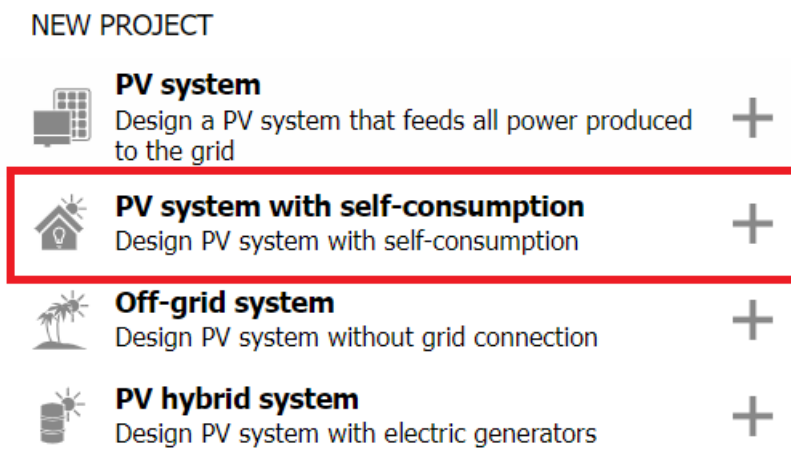 NEW PROJECT
PV system
Design a PV system that feeds all power produced
to the grid
PV system with self-consumption
Design PV system with self-consumption
Off-grid system
Design PV system without grid connection
PV hybrid system
Design PV system with electric generators